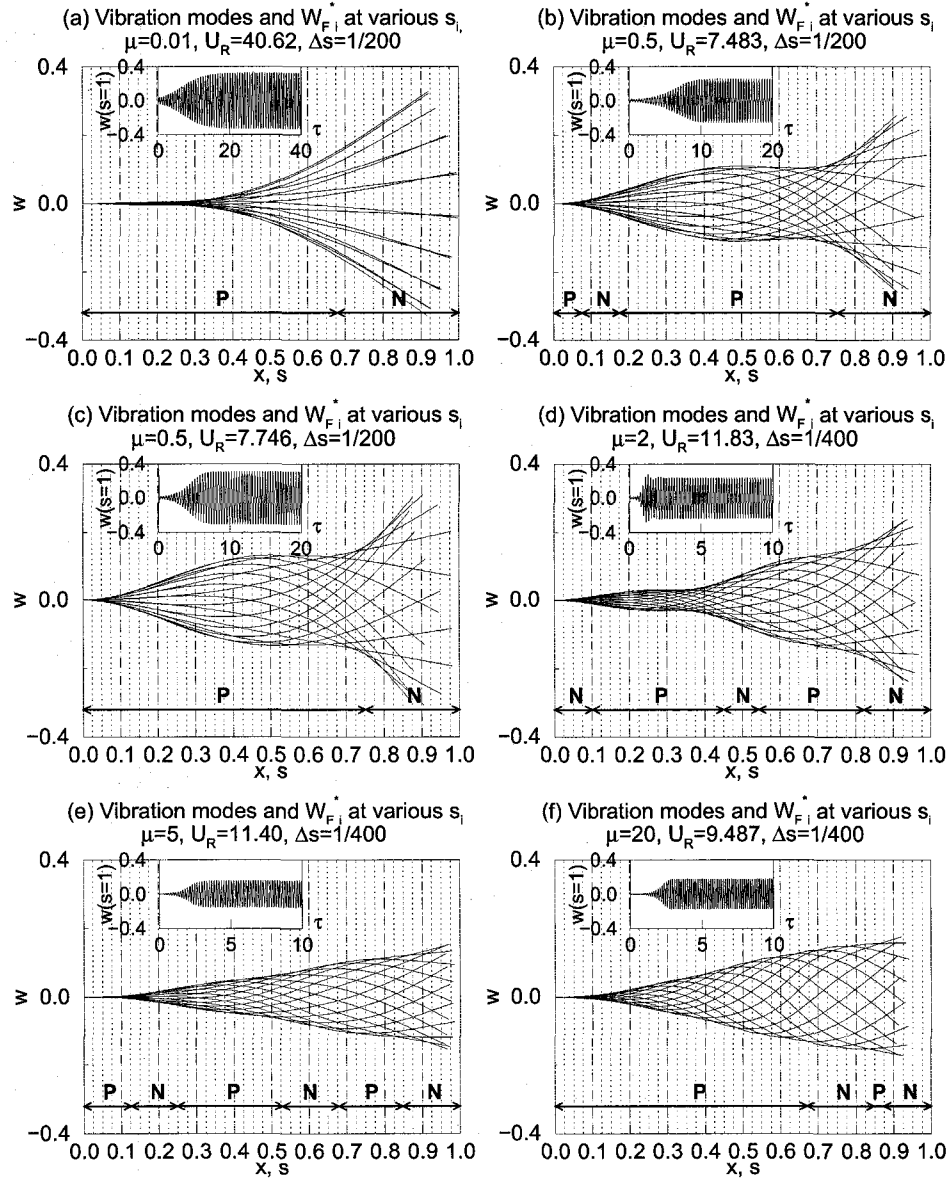 (a) Vibration modes and W_F i^* at various s_i,
μ=0.01, U_R=40.62, Δs=1/200
0.4
0.0
−0.4
w
w(s=1)
0.4
0.0
−0.4
0 20 40
τ
P N
0.0 0.1 0.2 0.3 0.4 0.5 0.6 0.7 0.8 0.9 1.0
x, s
(b) Vibration modes and W_F i^* at various s_i
μ=0.5, U_R=7.483, Δs=1/200
0.4
0.0
−0.4
w
w(s=1)
0.4
0.0
−0.4
0 10 20
τ
P N P N
0.0 0.1 0.2 0.3 0.4 0.5 0.6 0.7 0.8 0.9 1.0
x, s
(c) Vibration modes and W_F i^* at various s_i
μ=0.5, U_R=7.746, Δs=1/200
0.4
0.0
−0.4
w
w(s=1)
0.4
0.0
−0.4
0 10 20
τ
P N
0.0 0.1 0.2 0.3 0.4 0.5 0.6 0.7 0.8 0.9 1.0
x, s
(d) Vibration modes and W_F i^* at various s_i
μ=2, U_R=11.83, Δs=1/400
0.4
0.0
−0.4
w
w(s=1)
0.4
0.0
−0.4
0 5 10
τ
N P N P N
0.0 0.1 0.2 0.3 0.4 0.5 0.6 0.7 0.8 0.9 1.0
x, s
(e) Vibration modes and W_F i^* at various s_i
μ=5, U_R=11.40, Δs=1/400
0.4
0.0
−0.4
w
w(s=1)
0.4
0.0
−0.4
0 5 10
τ
P N P N P N
0.0 0.1 0.2 0.3 0.4 0.5 0.6 0.7 0.8 0.9 1.0
x, s
(f) Vibration modes and W_F i^* at various s_i
μ=20, U_R=9.487, Δs=1/400
0.4
0.0
−0.4
w
w(s=1)
0.4
0.0
−0.4
0 5 10
τ
P N P N
0.0 0.1 0.2 0.3 0.4 0.5 0.6 0.7 0.8 0.9 1.0
x, s